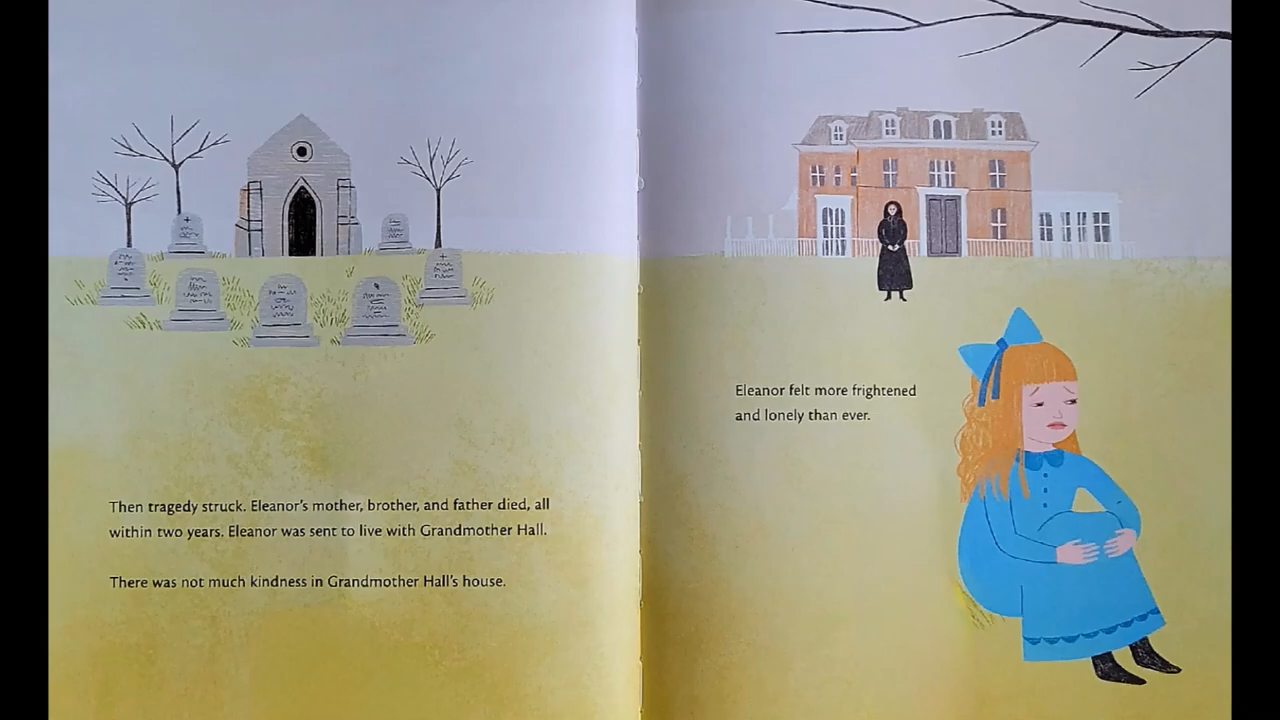 Then tragedy struck. Eleanor's mother, brother, and father died, all
within two years. Eleanor was sent to live with Grandmother Hall.
There was not much kindness in Grandmother Hall's house.
Eleanor felt more frightened
and lonely than ever.